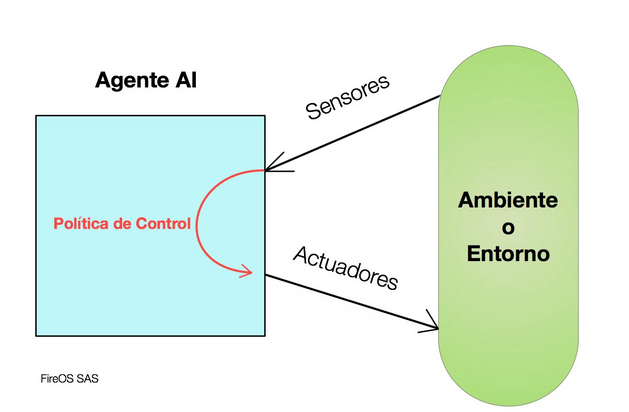 Agente AI
Sensores
Política de Control
Ambiente
o
Entorno
Actuadores
FireOS SAS